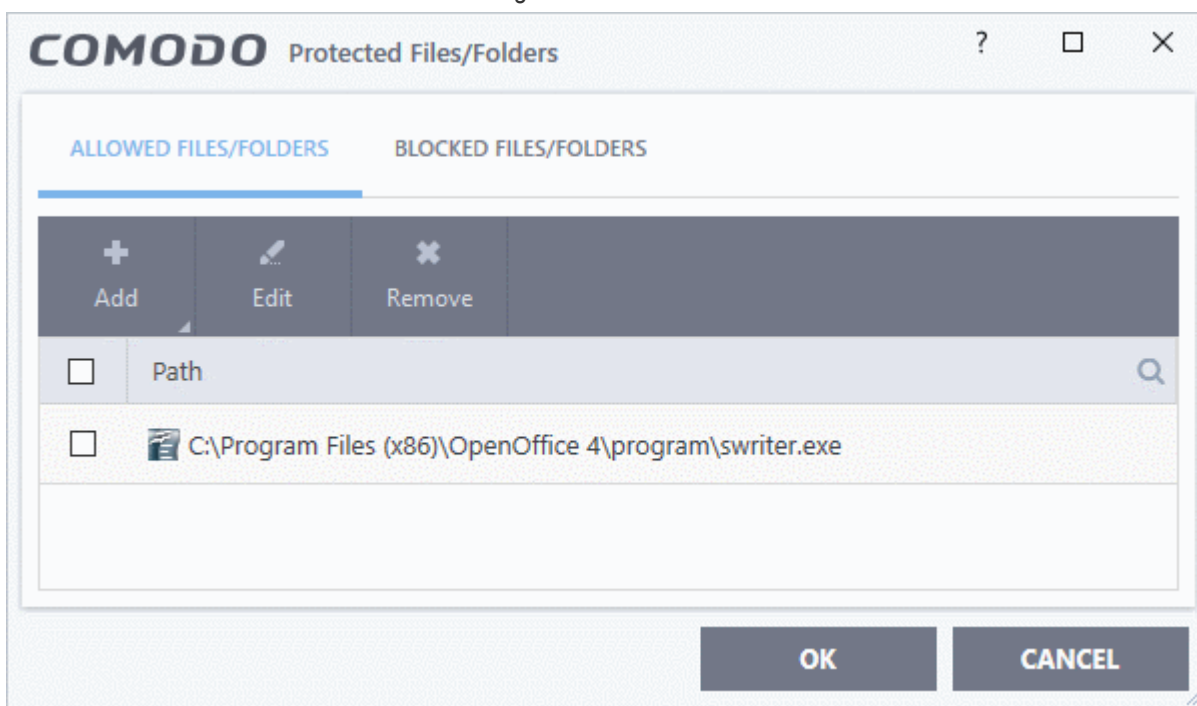 COMODO Protected Files/Folders ?
ALLOWED FILES/FOLDERS BLOCKED FILES/FOLDERS
Add Edit Remove
Path
C:\Program Files (x86)\OpenOffice 4\program\swriter.exe
OK CANCEL